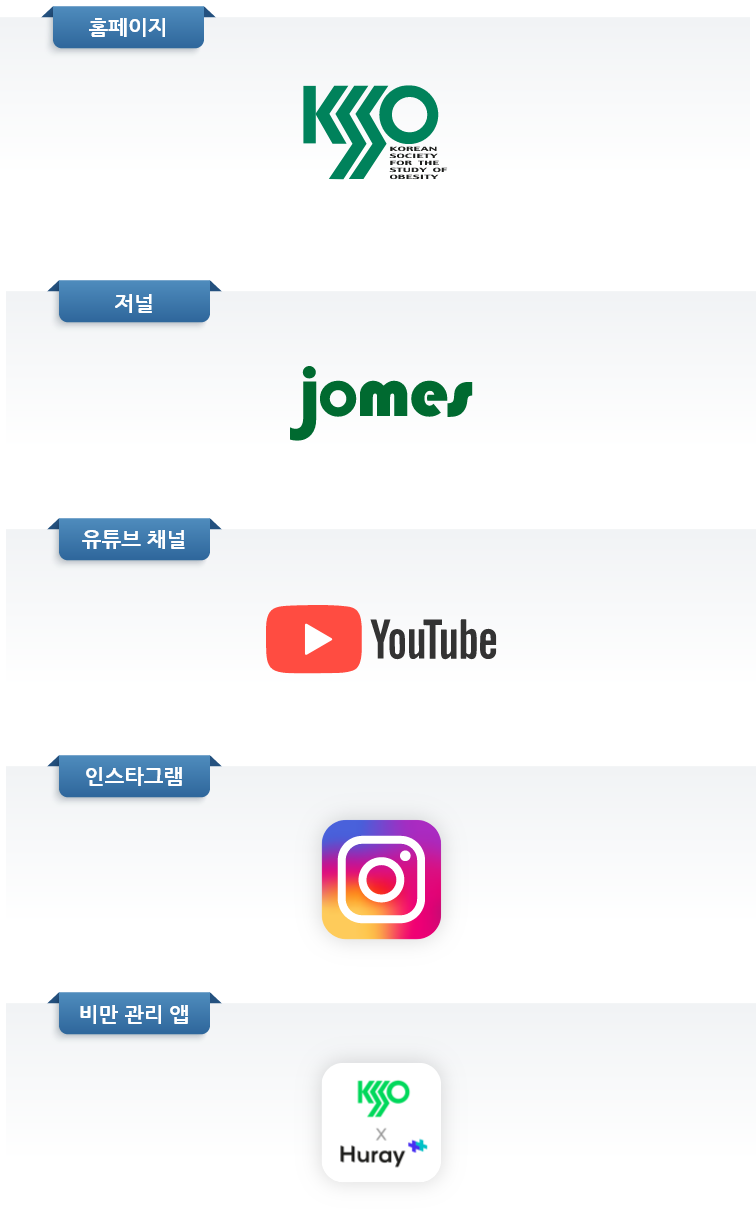 홈페이지
KSSO
KOREAN
SOCIETY
FOR THE
STUDY OF
OBESITY
저널
jomes
유튜브 채널
YouTube
인스타그램
비만 관리 앱
KSSO
X
Huray